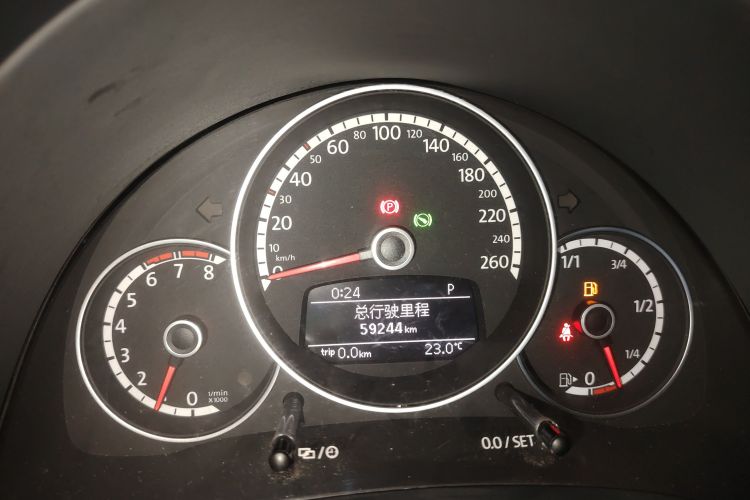 80 100 120
50 60 140
40 160
180
20 200
220
10 240
km/h
0 260
P
0:24 P
总行驶里程
59244 km
trip 0.0 km 23.0 °C
6 7 8
5
4
3
2
1/min
x1000
0
1/1 3/4
1/2
1/4
0
0.0 / SET